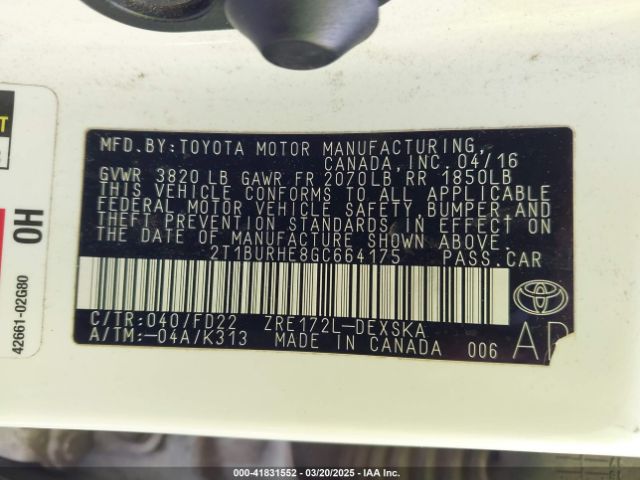 MFD.BY:TOYOTA MOTOR MANUFACTURING,
CANADA,INC.04/16
GVWR 3820 LB GAWR FR 2070LB RR 1850LB
THIS VEHICLE CONFORMS TO ALL APPLICABLE
FEDERAL MOTOR VEHICLE SAFETY,BUMPER,AND
THEFT PREVENTION STANDARDS IN EFFECT ON
THE DATE OF MANUFACTURE SHOWN ABOVE.
2T1BURHE8GC664175 PASS.CAR
C/TR:040/FD22 ZRE172L-DEXSKA
A/TM:-04A/K313 MADE IN CANADA 006
OH
42661-02G80
000-41831552 — 03/20/2025 — IAA Inc.